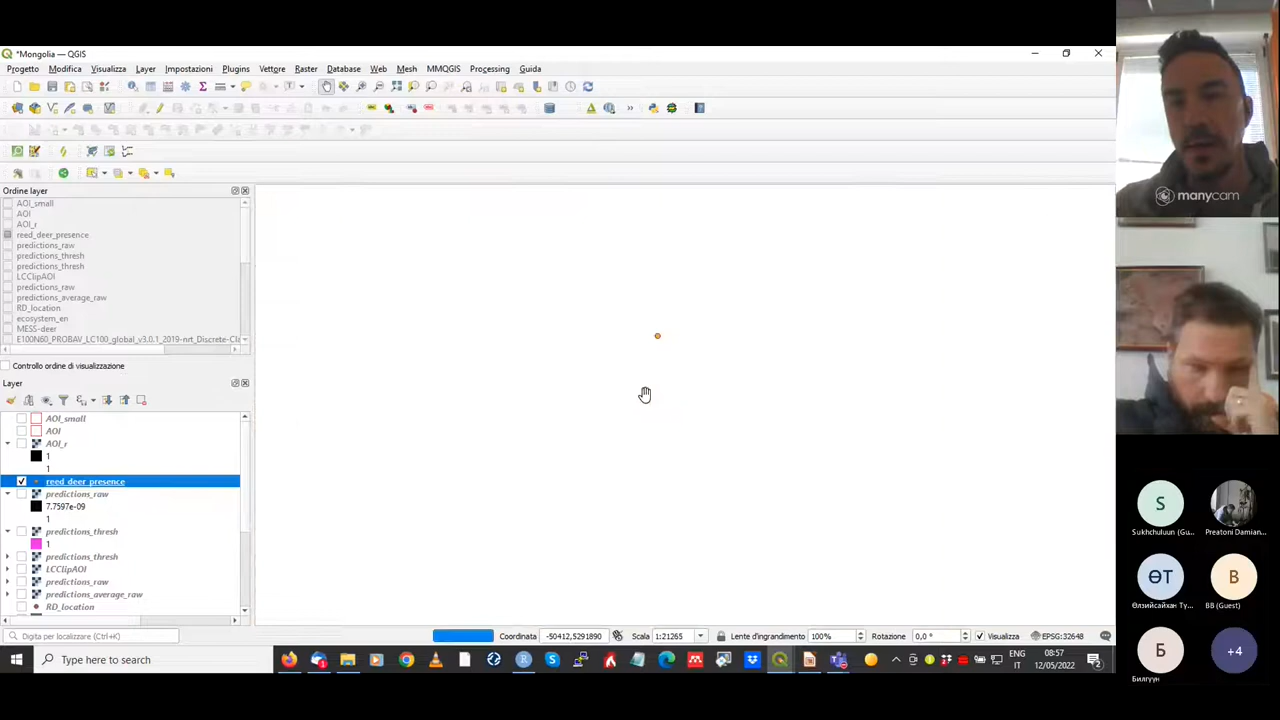 *Mongolia — QGIS
Progetto Modifica Visualizza Layer Impostazioni Plugins Vettore Raster Database Web Mesh MMQGIS Processing Guida
Ordine layer
AOI_small
AOI
AOI_r
reed_deer_presence
predictions_raw
predictions_thresh
predictions_thresh
LCClipAOI
predictions_raw
predictions_average_raw
RD_location
ecosystem_en
MESS-deer
E100N60_PROBAV_LC100_global_v3.0.1_2019-nrt_Discrete-Cla
Controllo ordine di visualizzazione
Layer
AOI_small
AOI
AOI_r
1
1
reed_deer_presence
predictions_raw
7.7597e-09
1
predictions_thresh
1
predictions_thresh
LCClipAOI
predictions_raw
predictions_average_raw
RD_location
Digita per localizzare (Ctrl+K)
Coordinata -50412,5291890 Scala 1:21265 Lente d'ingrandimento 100% Rotazione 0,0 ° Visualizza EPSG:32648
Type here to search
ENG
IT
08:57
12/05/2022
2
manycam
S
Sukhchuluun (Gu...
Preatoni Damian...
ӨТ
Өлзийсайхан Тү...
B
BB (Guest)
Б
Билгүүн
+4